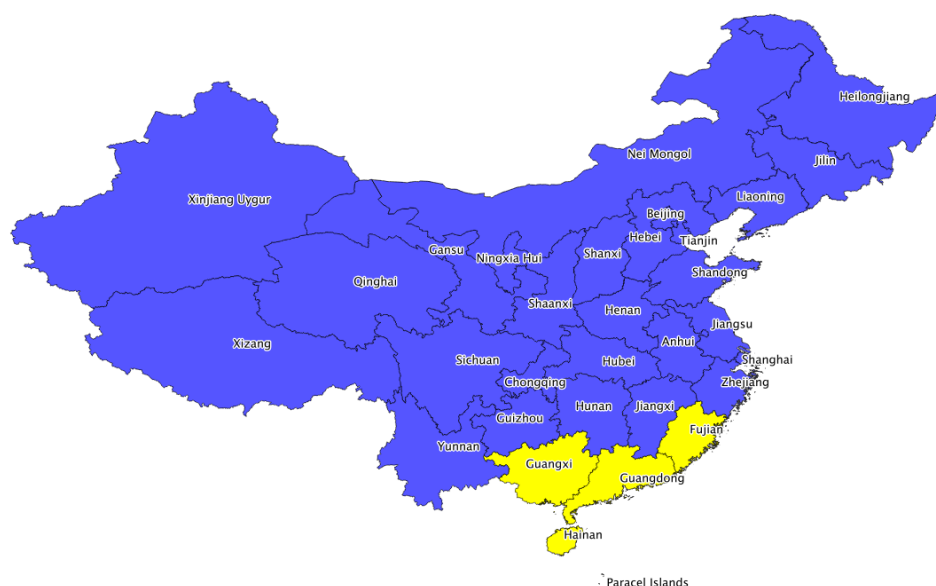 Heilongjiang
Nei Mongol
Jilin
Xinjiang Uygur
Liaoning
Beijing
Hebei
Tianjin
Gansu
Ningxia Hui
Shanxi
Shandong
Qinghai
Shaanxi
Henan
Jiangsu
Xizang
Anhui
Sichuan
Hubei
Shanghai
Chongqing
Zhejiang
Guizhou
Hunan
Jiangxi
Yunnan
Fujian
Guangxi
Guangdong
Hainan
Paracel Islands